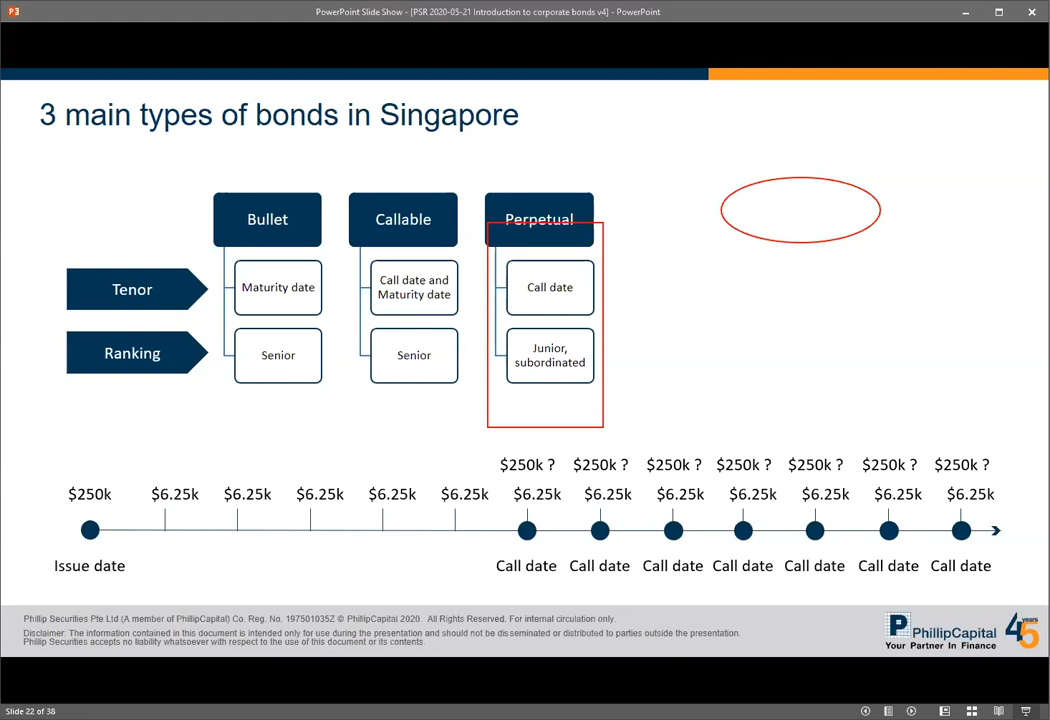 PowerPoint Slide Show - [PSR 2020-05-21 Introduction to corporate bonds v4] - PowerPoint
3 main types of bonds in Singapore
Bullet
Callable
Perpetual
Tenor
Maturity date
Call date and
Maturity date
Call date
Ranking
Senior
Senior
Junior,
subordinated
$250k ? $250k ? $250k ? $250k ? $250k ? $250k ? $250k ?
$250k $6.25k $6.25k $6.25k $6.25k $6.25k $6.25k $6.25k $6.25k $6.25k $6.25k $6.25k $6.25k
Issue date Call date Call date Call date Call date Call date Call date Call date
Phillip Securities Pte Ltd (A member of PhillipCapital) Co. Reg. No. 197501035Z © PhillipCapital 2020. All Rights Reserved. For internal circulation only.
Disclaimer: The information contained in this document is intended only for use during the presentation and should not be disseminated or distributed to parties outside the presentation.
Phillip Securities accepts no liability whatsoever with respect to the use of this document or its contents.
P PhillipCapital
Your Partner In Finance
45 years
Slide 22 of 38